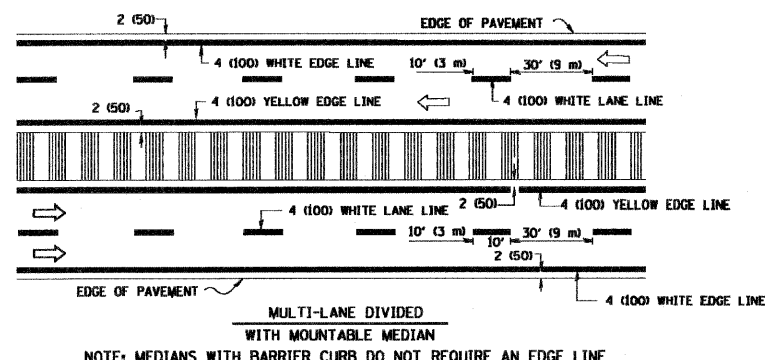 2 (50)
EDGE OF PAVEMENT
4 (100) WHITE EDGE LINE
10' (3 m)
30' (9 m)
2 (50)
4 (100) YELLOW EDGE LINE
4 (100) WHITE LANE LINE
4 (100) WHITE LANE LINE
2 (50)
4 (100) YELLOW EDGE LINE
10' (3 m)
30' (9 m)
10'
2 (50)
EDGE OF PAVEMENT
4 (100) WHITE EDGE LINE
MULTI-LANE DIVIDED
WITH MOUNTABLE MEDIAN
NOTE: MEDIANS WITH BARRIER CURB DO NOT REQUIRE AN EDGE LINE